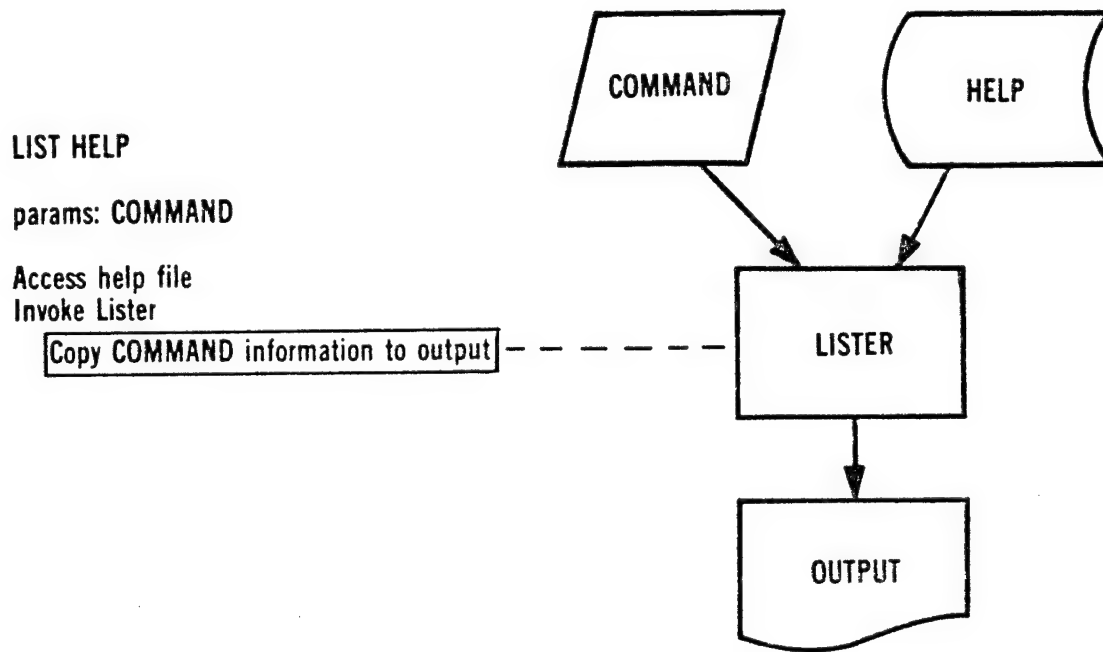 COMMAND
HELP
LIST HELP
params: COMMAND
Access help file
Invoke Lister
Copy COMMAND information to output
LISTER
OUTPUT